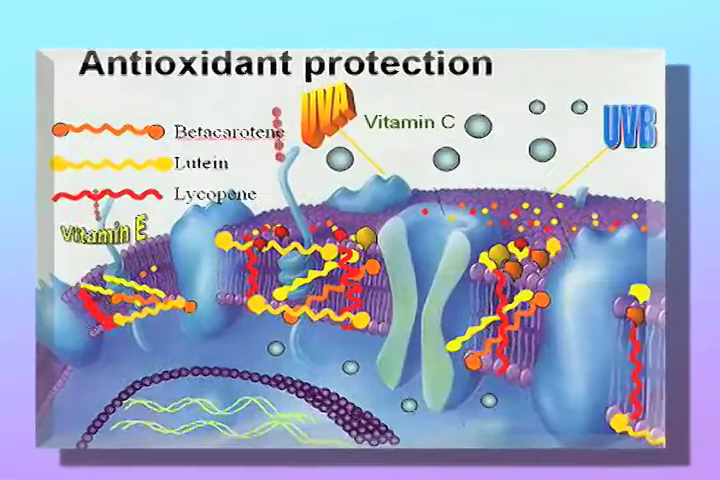 Antioxidant protection
UVA
Vitamin C
UVB
Betacarotene
Lutein
Lycopene
Vitamin E